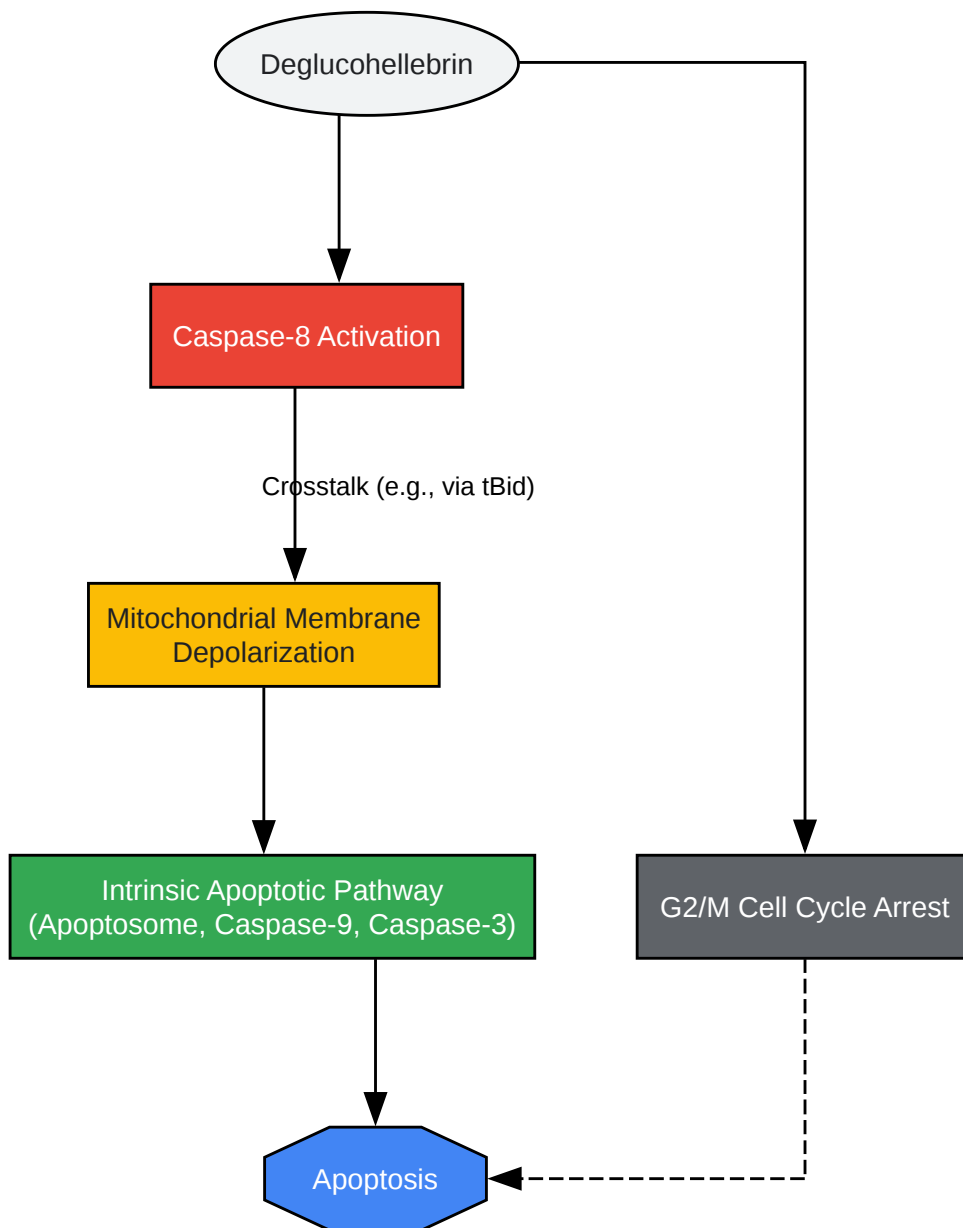 Deglucohellebrin
Caspase-8 Activation
Crosstalk (e.g., via tBid)
Mitochondrial Membrane
Depolarization
Intrinsic Apoptotic Pathway
(Apoptosome, Caspase-9, Caspase-3)
G2/M Cell Cycle Arrest
Apoptosis